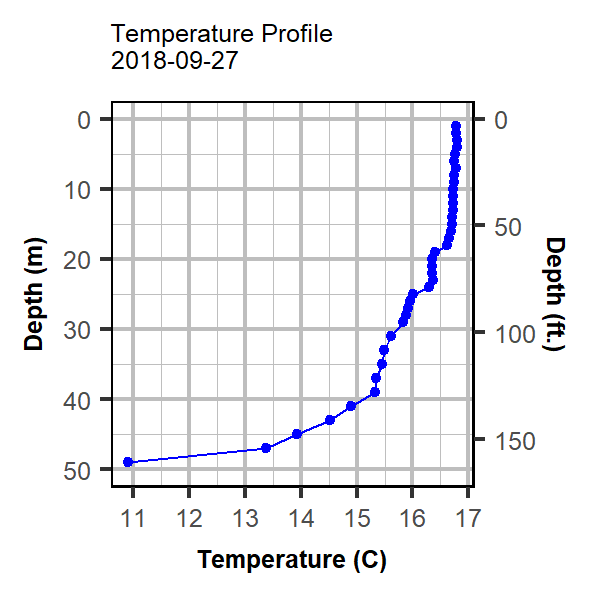 Temperature Profile
2018-09-27
0
10
20
30
40
50
Depth (m)
0
50
100
150
Depth (ft.)
11 12 13 14 15 16 17
Temperature (C)